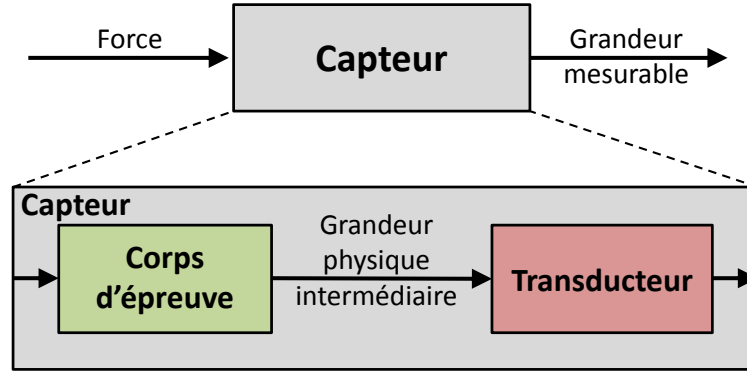 Force
Capteur
Grandeur
mesurable
Capteur
Corps
d’épreuve
Grandeur
physique
intermédiaire
Transducteur